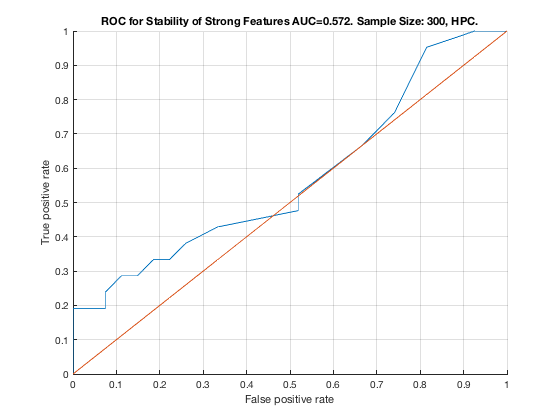 ROC for Stability of Strong Features AUC=0.572. Sample Size: 300, HPC.
1
0.9
0.8
0.7
0.6
0.5
0.4
0.3
0.2
0.1
0
True positive rate
0 0.1 0.2 0.3 0.4 0.5 0.6 0.7 0.8 0.9 1
False positive rate